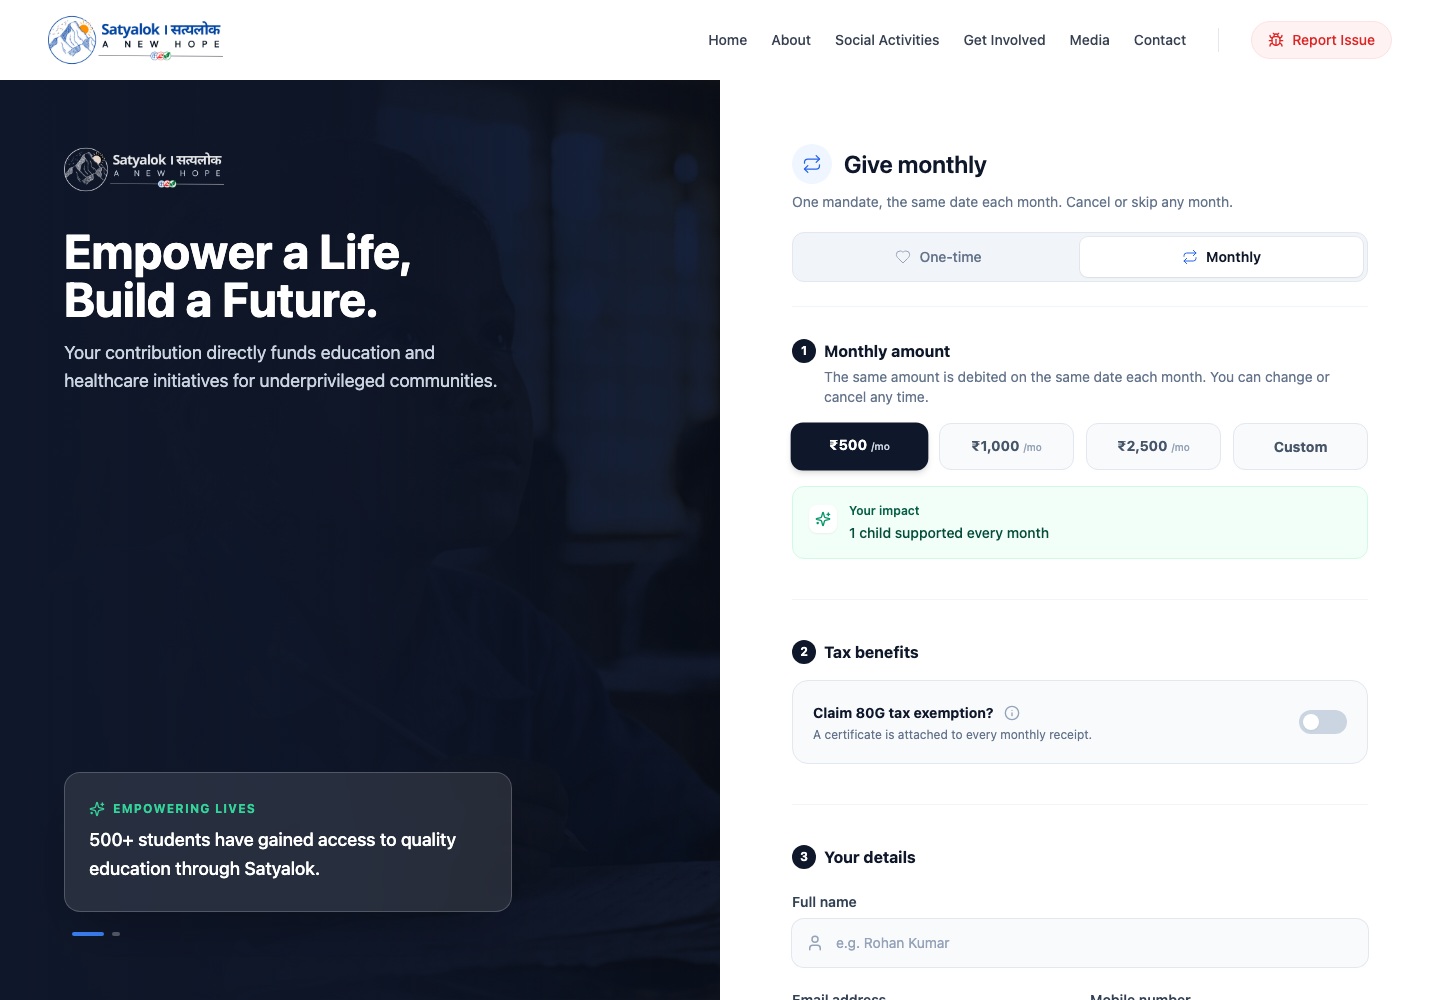 Satyalok । सत्यलोक
A NEW HOPE
Home
About
Social Activities
Get Involved
Media
Contact
Report Issue
Satyalok । सत्यलोक
A NEW HOPE
Empower a Life,
Build a Future.
Your contribution directly funds education and
healthcare initiatives for underprivileged communities.
EMPOWERING LIVES
500+ students have gained access to quality
education through Satyalok.
Give monthly
One mandate, the same date each month. Cancel or skip any month.
One-time
Monthly
1 Monthly amount
The same amount is debited on the same date each month. You can change or
cancel any time.
₹500 /mo
₹1,000 /mo
₹2,500 /mo
Custom
Your impact
1 child supported every month
2 Tax benefits
Claim 80G tax exemption?
A certificate is attached to every monthly receipt.
3 Your details
Full name
e.g. Rohan Kumar
Email address
Mobile number